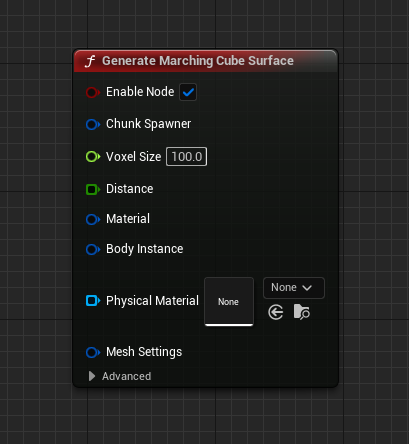 f Generate Marching Cube Surface
Enable Node
Chunk Spawner
Voxel Size 100.0
Distance
Material
Body Instance
Physical Material None None
Mesh Settings
Advanced